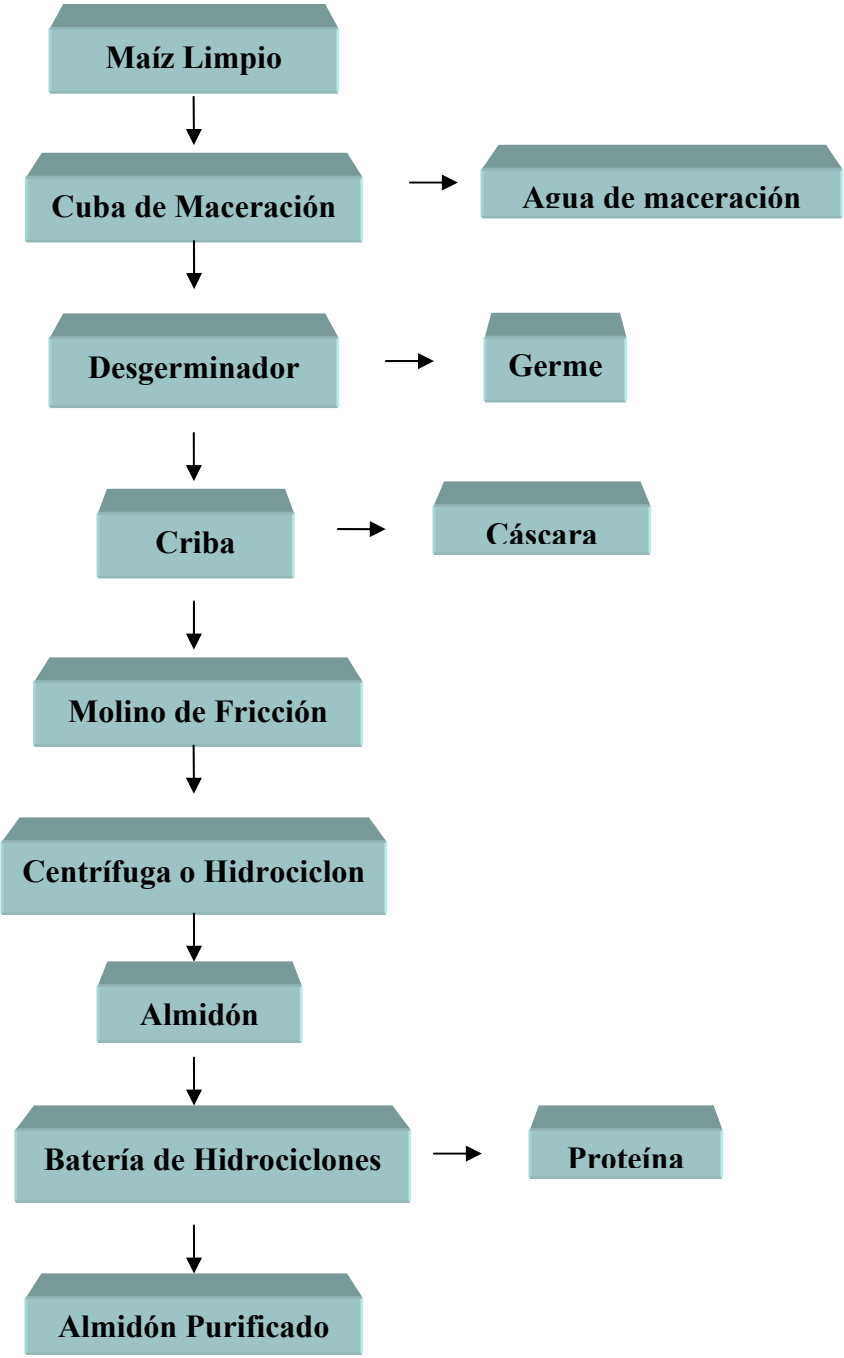 Maíz Limpio
Cuba de Maceración
Agua de maceración
Desgerminador
Germe
Criba
Cáscara
Molino de Fricción
Centrífuga o Hidrociclon
Almidón
Batería de Hidrociclones
Proteína
Almidón Purificado